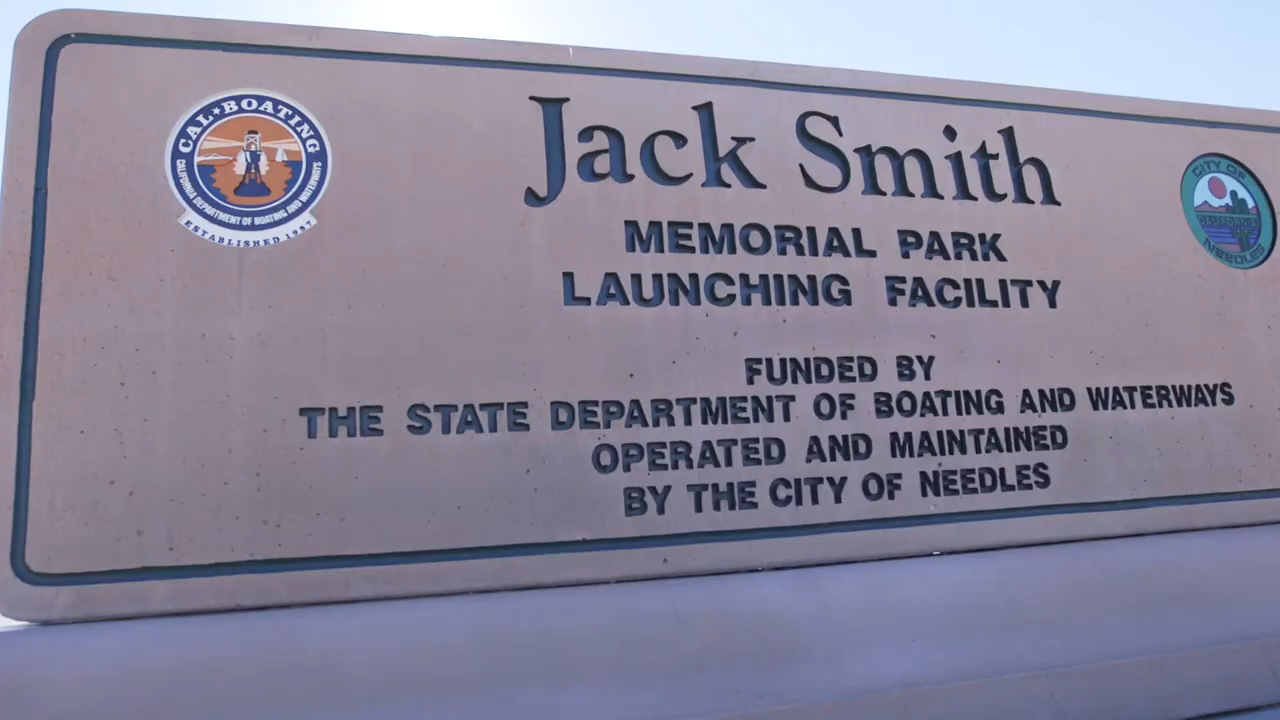 CAL★BOATING
CALIFORNIA DEPARTMENT OF BOATING AND WATERWAYS
ESTABLISHED 1957
Jack Smith
MEMORIAL PARK
LAUNCHING FACILITY
FUNDED BY
THE STATE DEPARTMENT OF BOATING AND WATERWAYS
OPERATED AND MAINTAINED
BY THE CITY OF NEEDLES
CITY OF
NEEDLES